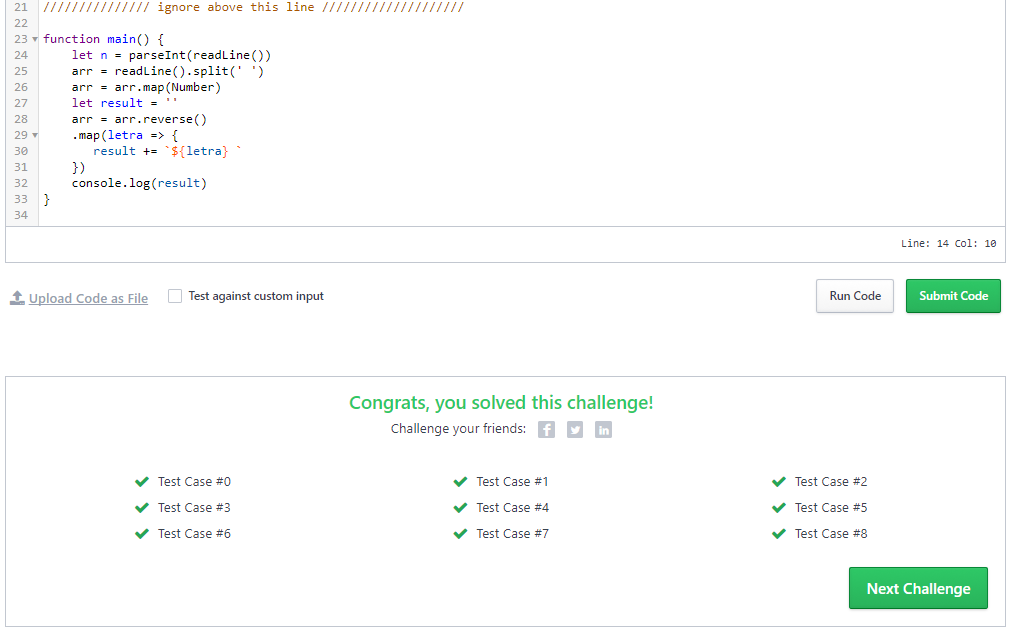 21 /////////////// ignore above this line ////////////////////
22
23 function main() {
24     let n = parseInt(readLine())
25     arr = readLine().split(' ')
26     arr = arr.map(Number)
27     let result = ''
28     arr = arr.reverse()
29     .map(letra => {
30        result += `${letra} `
31     })
32     console.log(result)
33 }
34
Line: 14 Col: 10
Upload Code as File Test against custom input Run Code Submit Code
Congrats, you solved this challenge!
Challenge your friends: f in
Test Case #0 Test Case #1 Test Case #2
Test Case #3 Test Case #4 Test Case #5
Test Case #6 Test Case #7 Test Case #8
Next Challenge